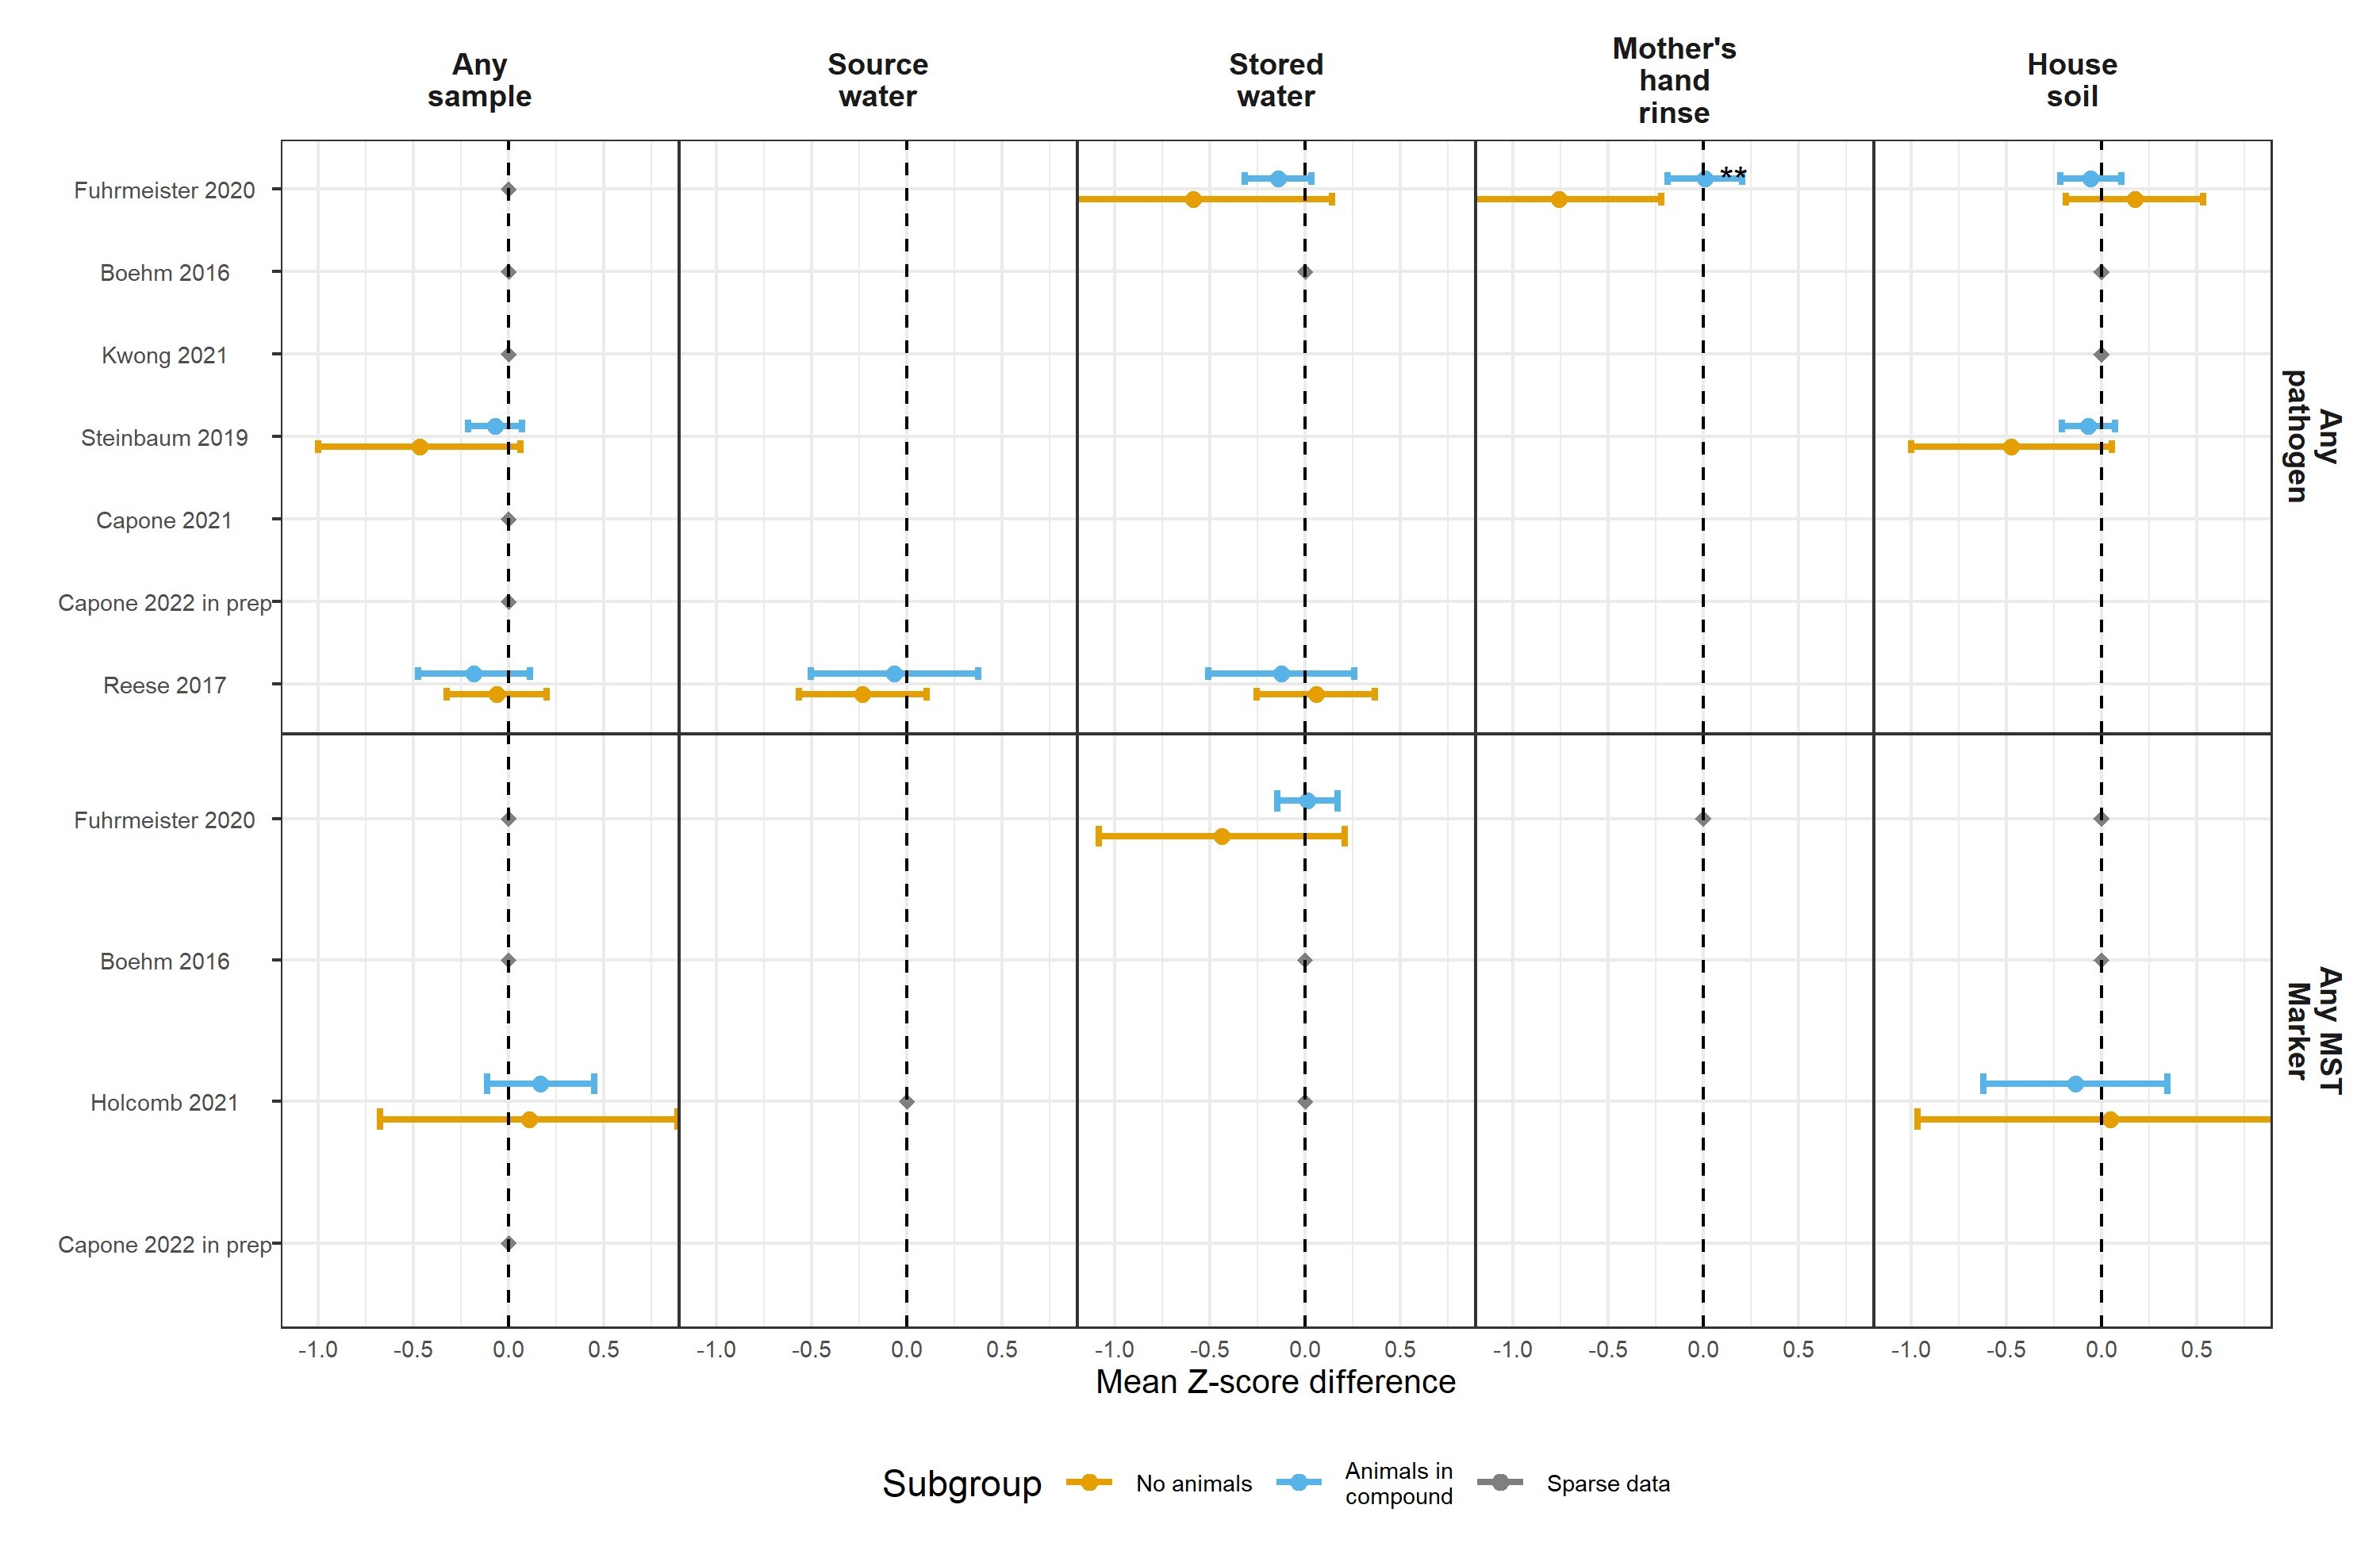 Any
sample
Source
water
Stored
water
Mother's
hand
rinse
House
soil
Fuhrmeister 2020
**
Boehm 2016
Kwong 2021
Steinbaum 2019
Capone 2021
Capone 2022 in prep
Reese 2017
Any
pathogen
Fuhrmeister 2020
Boehm 2016
Holcomb 2021
Capone 2022 in prep
Any MST
Marker
-1.0 -0.5 0.0 0.5 -1.0 -0.5 0.0 0.5 -1.0 -0.5 0.0 0.5 -1.0 -0.5 0.0 0.5 -1.0 -0.5 0.0 0.5
Mean Z-score difference
Subgroup
No animals
Animals in
compound
Sparse data